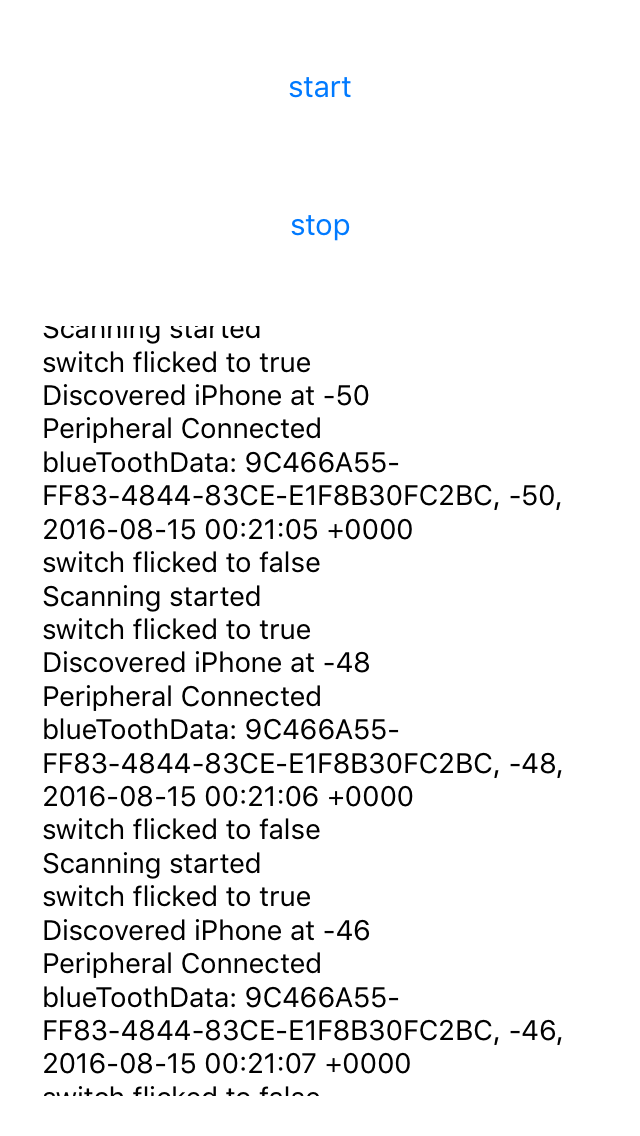 start
stop
Scanning started
switch flicked to true
Discovered iPhone at -50
Peripheral Connected
blueToothData: 9C466A55-
FF83-4844-83CE-E1F8B30FC2BC, -50,
2016-08-15 00:21:05 +0000
switch flicked to false
Scanning started
switch flicked to true
Discovered iPhone at -48
Peripheral Connected
blueToothData: 9C466A55-
FF83-4844-83CE-E1F8B30FC2BC, -48,
2016-08-15 00:21:06 +0000
switch flicked to false
Scanning started
switch flicked to true
Discovered iPhone at -46
Peripheral Connected
blueToothData: 9C466A55-
FF83-4844-83CE-E1F8B30FC2BC, -46,
2016-08-15 00:21:07 +0000
switch flicked to false